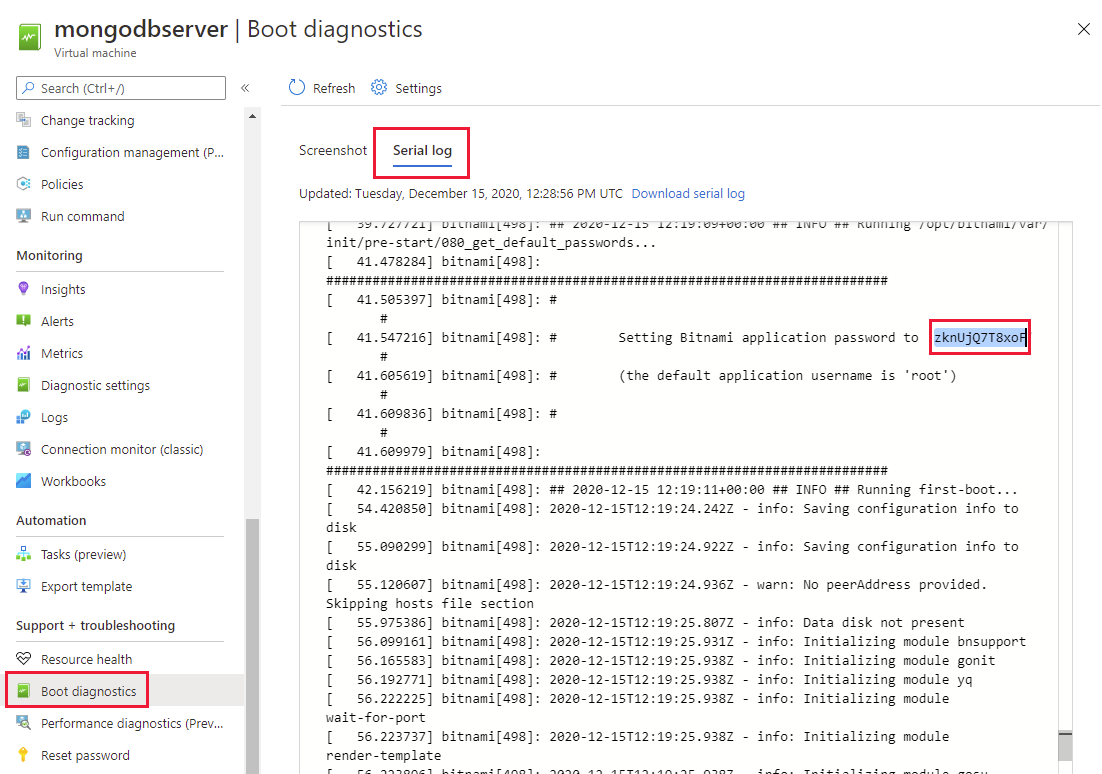 mongodbserver | Boot diagnostics
Virtual machine
Search (Ctrl+/)
«
Change tracking
Configuration management (P...
Policies
Run command
Monitoring
Insights
Alerts
Metrics
Diagnostic settings
Logs
Connection monitor (classic)
Workbooks
Automation
Tasks (preview)
Export template
Support + troubleshooting
Resource health
Boot diagnostics
Performance diagnostics (Prev...
Reset password
Refresh
Settings
Screenshot
Serial log
Updated: Tuesday, December 15, 2020, 12:28:56 PM UTC Download serial log
[   39.727721] bitnami[498]: ## 2020-12-15 12:19:09+00:00 ## INFO ## Running /opt/bitnami/var/
init/pre-start/080_get_default_passwords...
[   41.478284] bitnami[498]:
#########################################################################
[   41.505397] bitnami[498]: #
#
[   41.547216] bitnami[498]: #        Setting Bitnami application password to zknUjQ7T8xoF
#
[   41.605619] bitnami[498]: #        (the default application username is 'root')
#
[   41.609836] bitnami[498]: #
#
[   41.609979] bitnami[498]:
#########################################################################
[   42.156219] bitnami[498]: ## 2020-12-15 12:19:11+00:00 ## INFO ## Running first-boot...
[   54.420850] bitnami[498]: 2020-12-15T12:19:24.242Z - info: Saving configuration info to
disk
[   55.090299] bitnami[498]: 2020-12-15T12:19:24.922Z - info: Saving configuration info to
disk
[   55.120607] bitnami[498]: 2020-12-15T12:19:24.936Z - warn: No peerAddress provided.
Skipping hosts file section
[   55.975386] bitnami[498]: 2020-12-15T12:19:25.807Z - info: Data disk not present
[   56.099161] bitnami[498]: 2020-12-15T12:19:25.931Z - info: Initializing module bnsupport
[   56.165583] bitnami[498]: 2020-12-15T12:19:25.938Z - info: Initializing module gonit
[   56.192771] bitnami[498]: 2020-12-15T12:19:25.938Z - info: Initializing module yq
[   56.222225] bitnami[498]: 2020-12-15T12:19:25.938Z - info: Initializing module
wait-for-port
[   56.223737] bitnami[498]: 2020-12-15T12:19:25.938Z - info: Initializing module
render-template